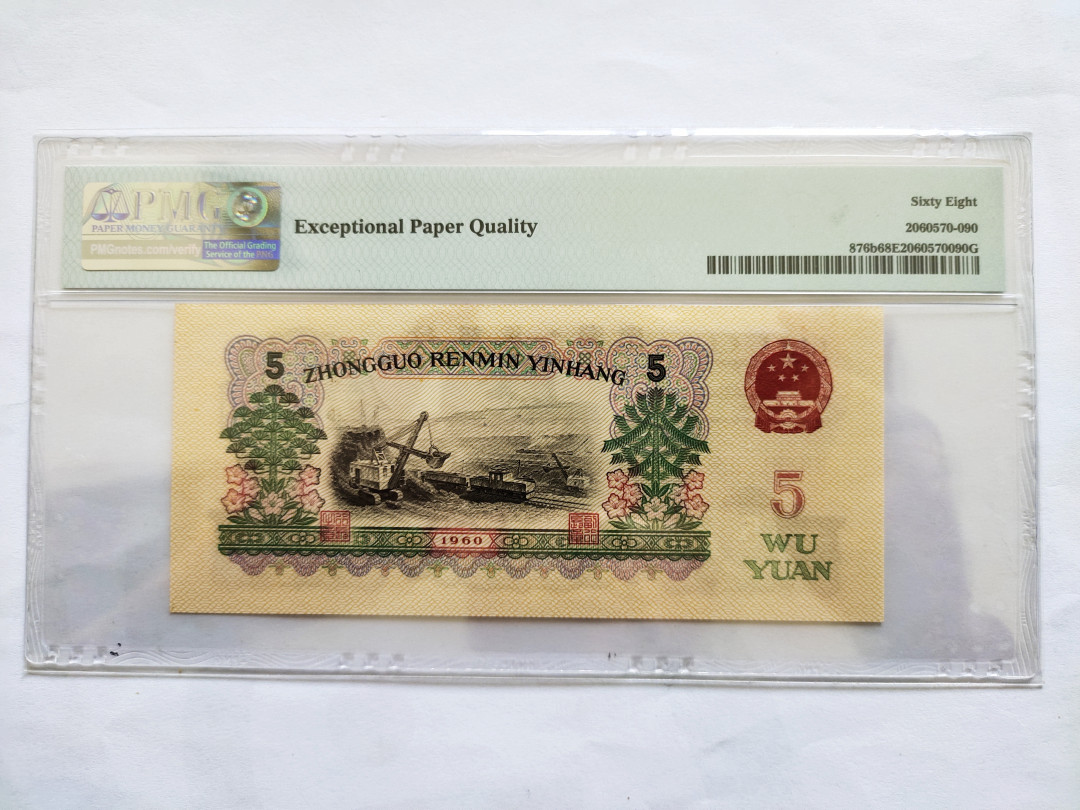 PMG
PAPER MONEY GUARANTY
PMGnotes.com/verify
The Official Grading
Service of the PNG
Exceptional Paper Quality
Sixty Eight
2060570-090
876b68E2060570090G
5 ZHONGGUO RENMIN YINHANG 5
1960
5
WU
YUAN